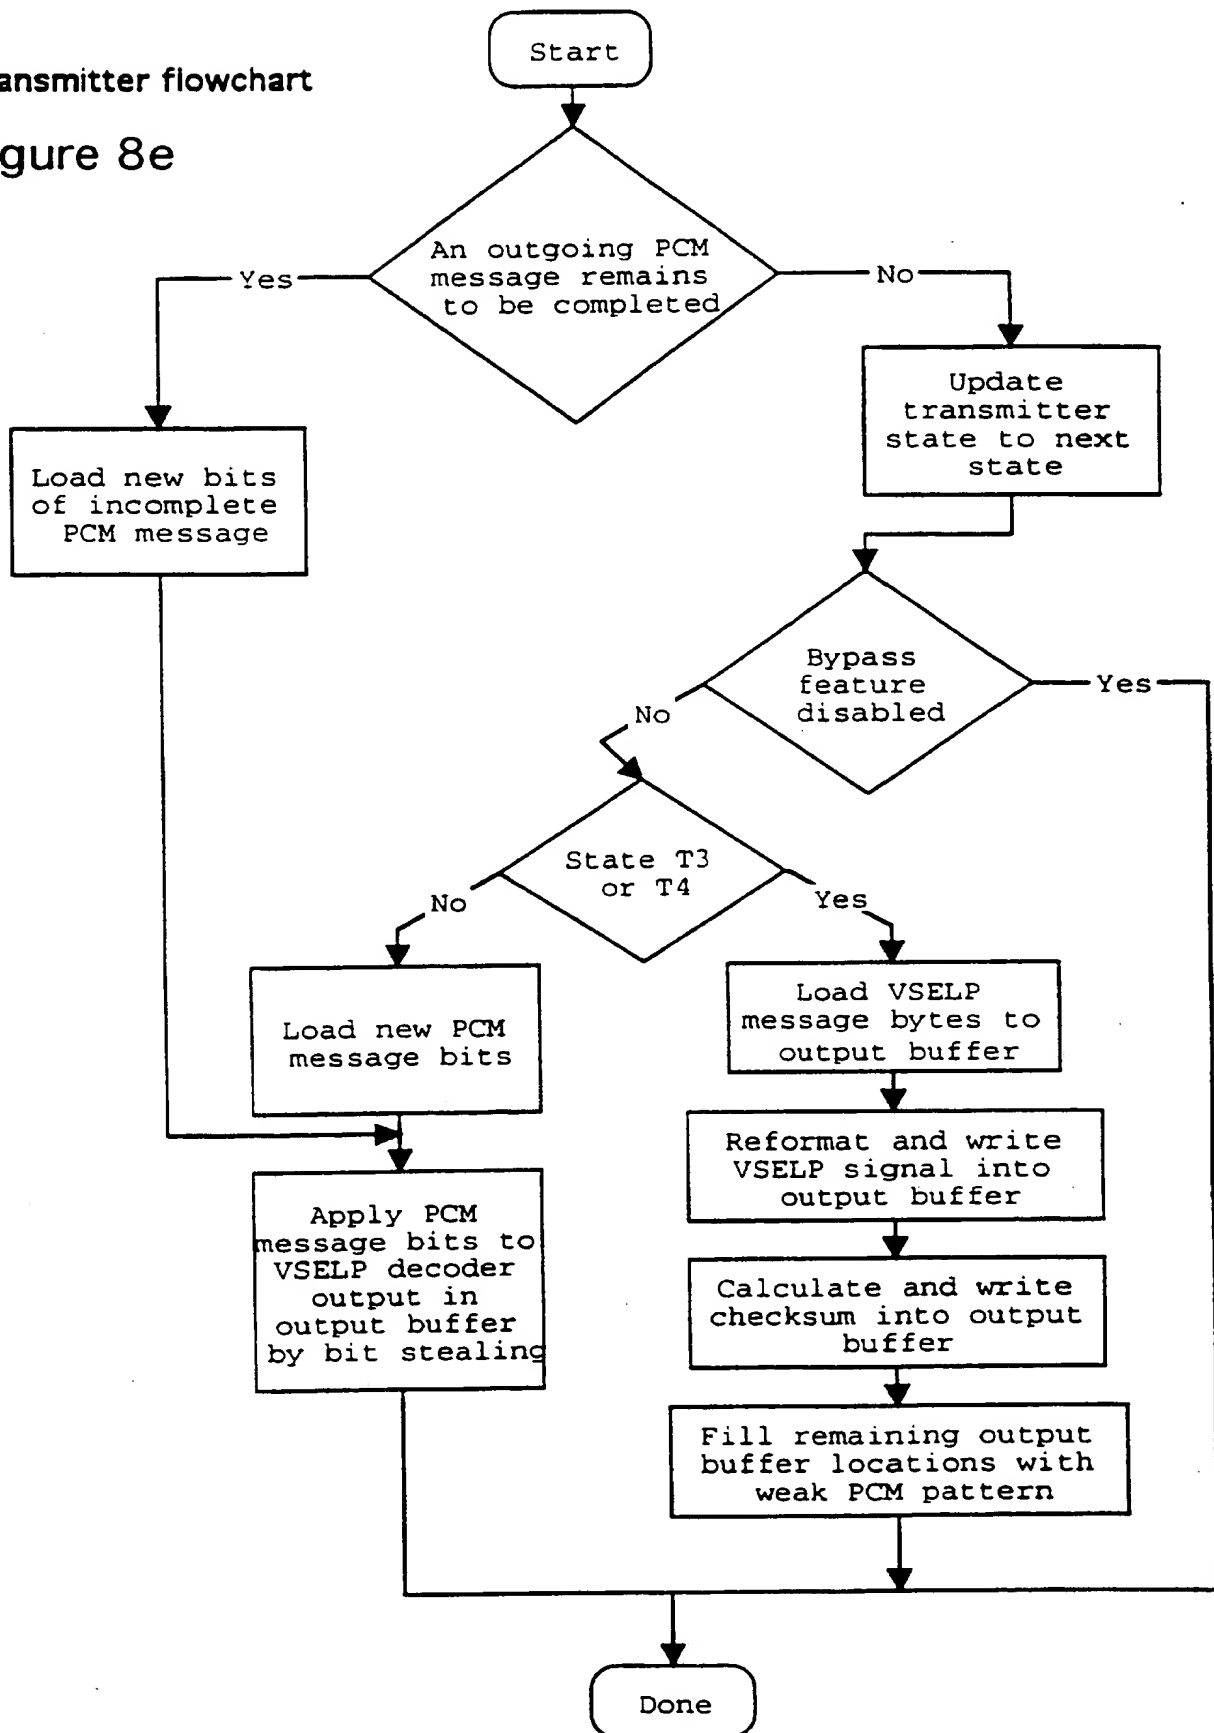 Start
ansmitter flowchart
gure 8e
An outgoing PCM
message remains
to be completed
Yes
No
Update
transmitter
state to next
state
Load new bits
of incomplete
PCM message
Bypass
feature
disabled
Yes
No
State T3
or T4
No
Yes
Load new PCM
message bits
Load VSELP
message bytes to
output buffer
Reformat and write
VSELP signal into
output buffer
Apply PCM
message bits to
VSELP decoder
output in
output buffer
by bit stealing
Calculate and write
checksum into output
buffer
Fill remaining output
buffer locations with
weak PCM pattern
Done